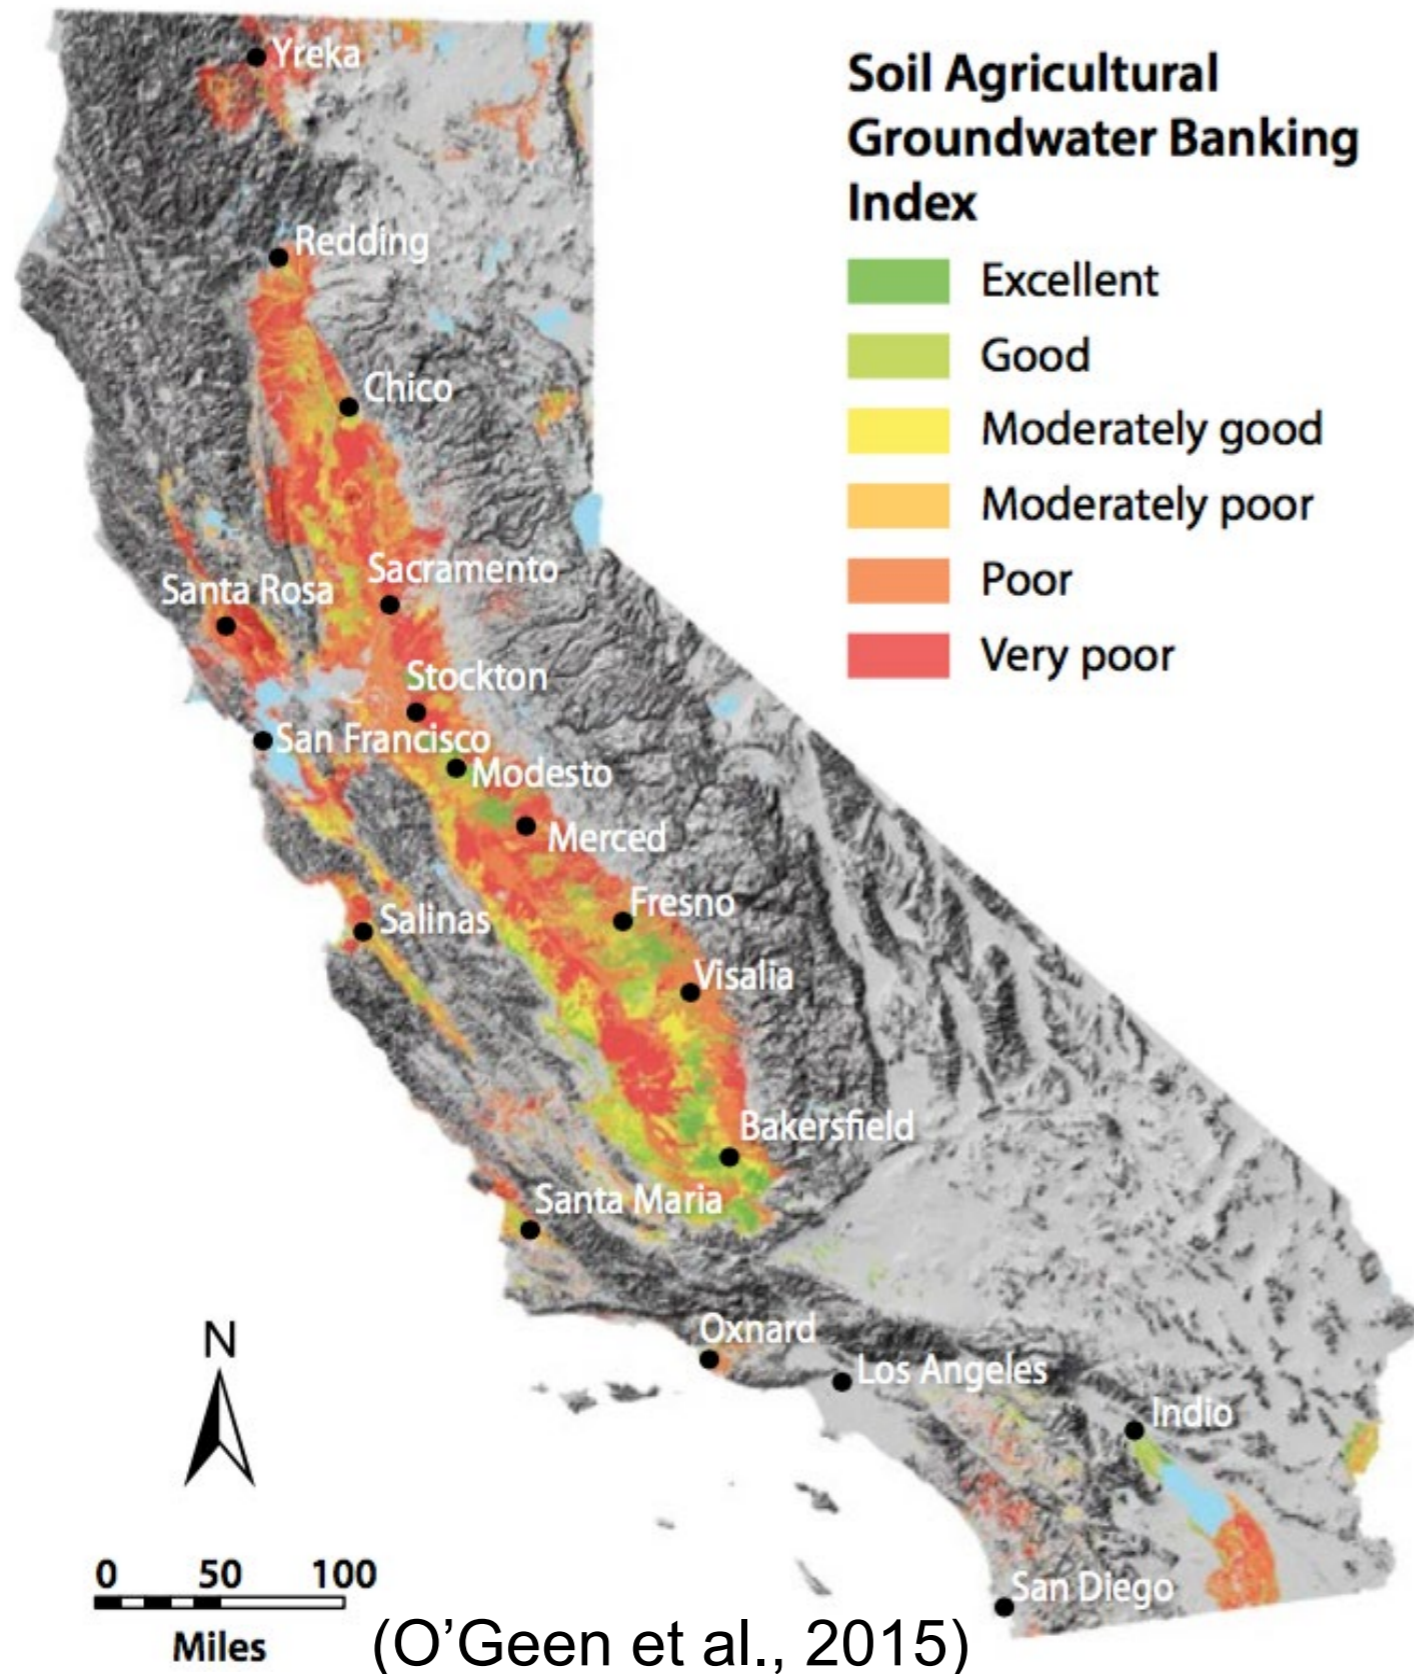 Soil Agricultural
Groundwater Banking
Index
Excellent
Good
Moderately good
Moderately poor
Poor
Very poor
Yreka
Redding
Chico
Sacramento
Santa Rosa
Stockton
San Francisco
Modesto
Merced
Fresno
Salinas
Visalia
Bakersfield
Santa Maria
Oxnard
Los Angeles
Indio
San Diego
N
0 50 100
Miles
(O’Geen et al., 2015)